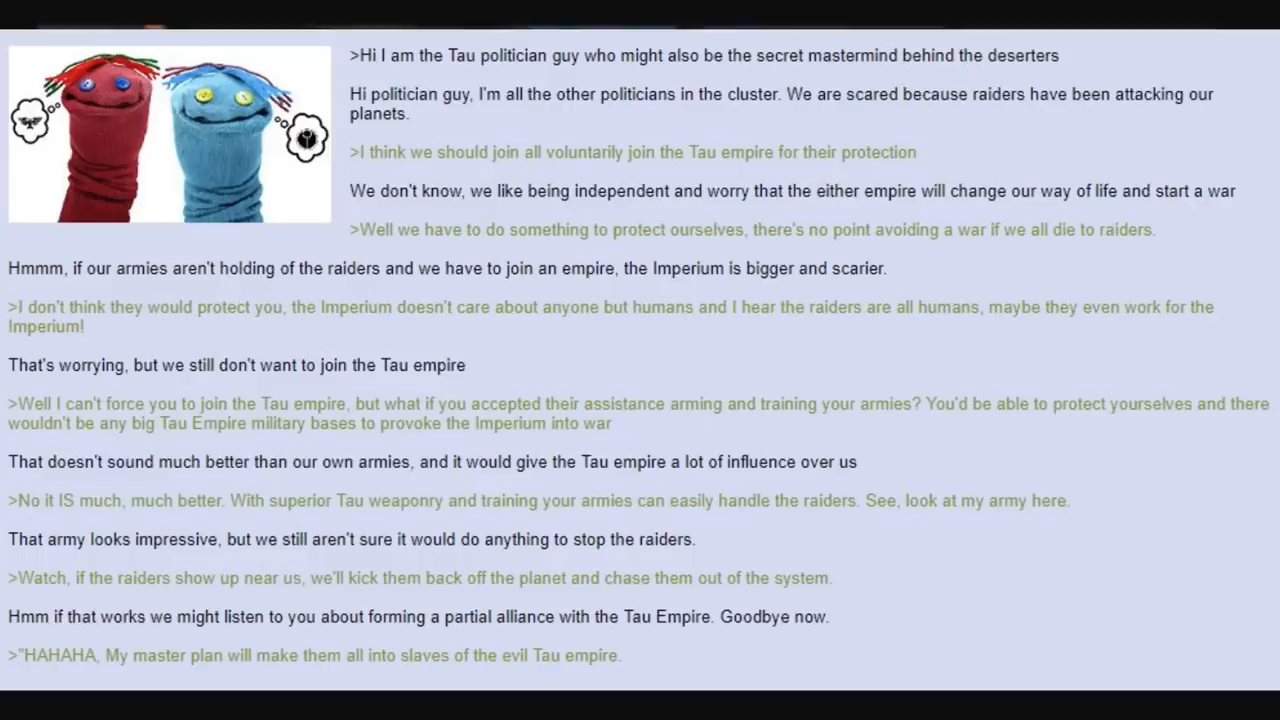 >Hi I am the Tau politician guy who might also be the secret mastermind behind the deserters
Hi politician guy, I'm all the other politicians in the cluster. We are scared because raiders have been attacking our
planets.
>I think we should join all voluntarily join the Tau empire for their protection
We don't know, we like being independent and worry that the either empire will change our way of life and start a war
>Well we have to do something to protect ourselves, there's no point avoiding a war if we all die to raiders.
Hmmm, if our armies aren't holding of the raiders and we have to join an empire, the Imperium is bigger and scarier.
>I don't think they would protect you, the Imperium doesn't care about anyone but humans and I hear the raiders are all humans, maybe they even work for the
Imperium!
That's worrying, but we still don't want to join the Tau empire
>Well I can't force you to join the Tau empire, but what if you accepted their assistance arming and training your armies? You'd be able to protect yourselves and there
wouldn't be any big Tau Empire military bases to provoke the Imperium into war
That doesn't sound much better than our own armies, and it would give the Tau empire a lot of influence over us
>No it IS much, much better. With superior Tau weaponry and training your armies can easily handle the raiders. See, look at my army here.
That army looks impressive, but we still aren't sure it would do anything to stop the raiders.
>Watch, if the raiders show up near us, we'll kick them back off the planet and chase them out of the system.
Hmm if that works we might listen to you about forming a partial alliance with the Tau Empire. Goodbye now.
>"HAHAHA, My master plan will make them all into slaves of the evil Tau empire.